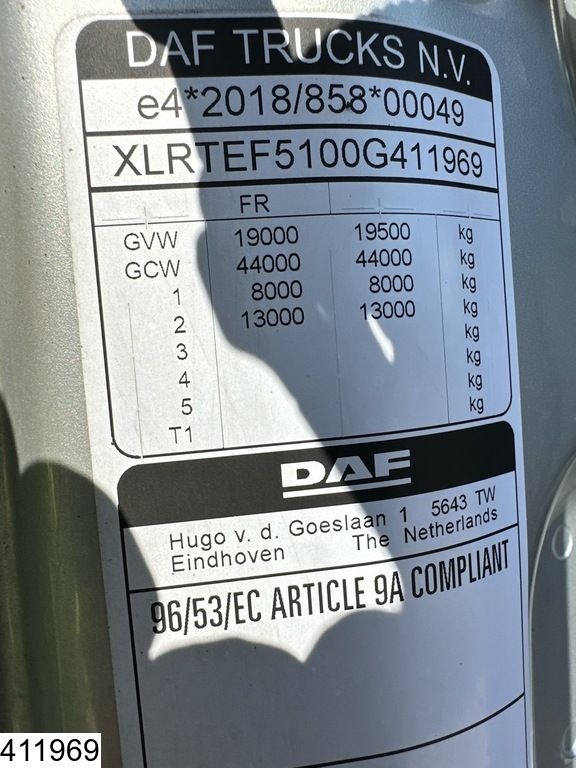 DAF TRUCKS N.V.
e4*2018/858*00049
XLRTEF5100G411969
FR
GVW 19000 19500 kg
GCW 44000 44000 kg
1 8000 8000 kg
2 13000 13000 kg
3 kg
4 kg
5 kg
T1 kg
DAF
Hugo v. d. Goeslaan 1 5643 TW
Eindhoven The Netherlands
96/53/EC ARTICLE 9A COMPLIANT
411969